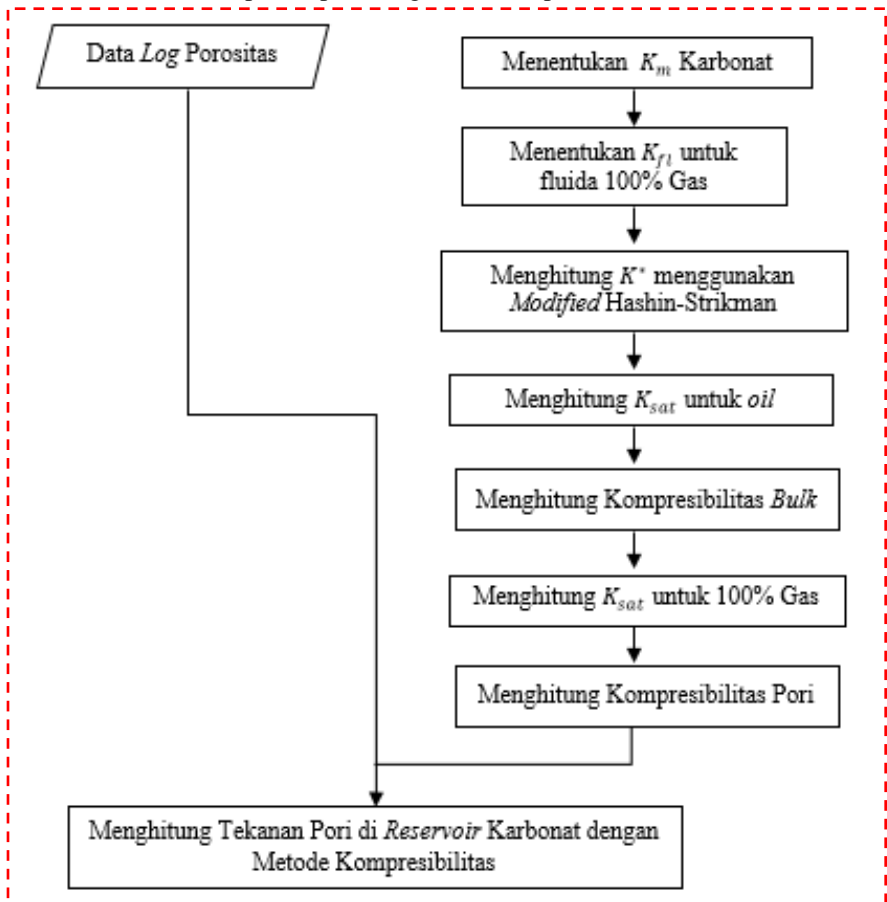 Data Log Porositas
Menentukan K_m Karbonat
Menentukan K_fl untuk
fluida 100% Gas
Menghitung K* menggunakan
Modified Hashin-Strikman
Menghitung K_sat untuk oil
Menghitung Kompresibilitas Bulk
Menghitung K_sat untuk 100% Gas
Menghitung Kompresibilitas Pori
Menghitung Tekanan Pori di Reservoir Karbonat dengan
Metode Kompresibilitas